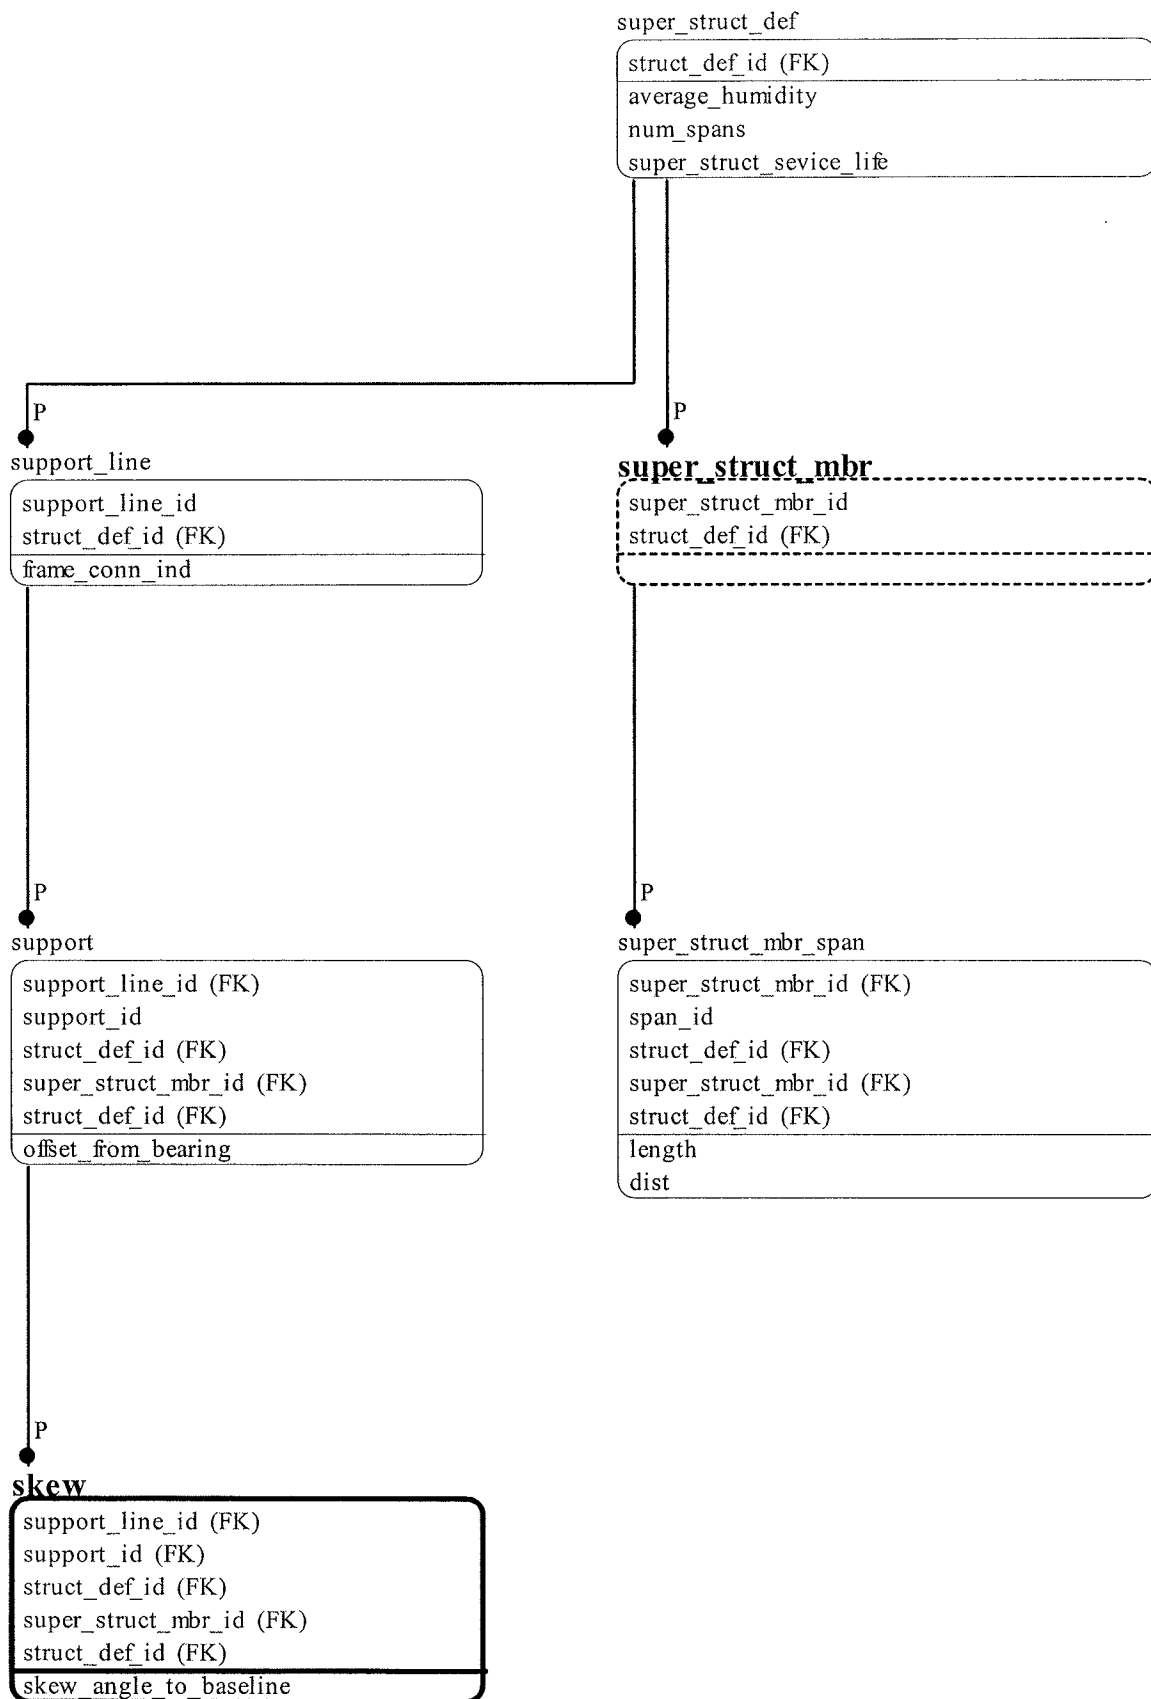 super_struct_def
struct_def_id (FK)
average_humidity
num_spans
super_struct_sevice_life
P
P
support_line
support_line_id
struct_def_id (FK)
frame_conn_ind
super_struct_mbr
super_struct_mbr_id
struct_def_id (FK)
P
P
support
support_line_id (FK)
support_id
struct_def_id (FK)
super_struct_mbr_id (FK)
struct_def_id (FK)
offset_from_bearing
super_struct_mbr_span
super_struct_mbr_id (FK)
span_id
struct_def_id (FK)
super_struct_mbr_id (FK)
struct_def_id (FK)
length
dist
P
skew
support_line_id (FK)
support_id (FK)
struct_def_id (FK)
super_struct_mbr_id (FK)
struct_def_id (FK)
skew_angle_to_baseline